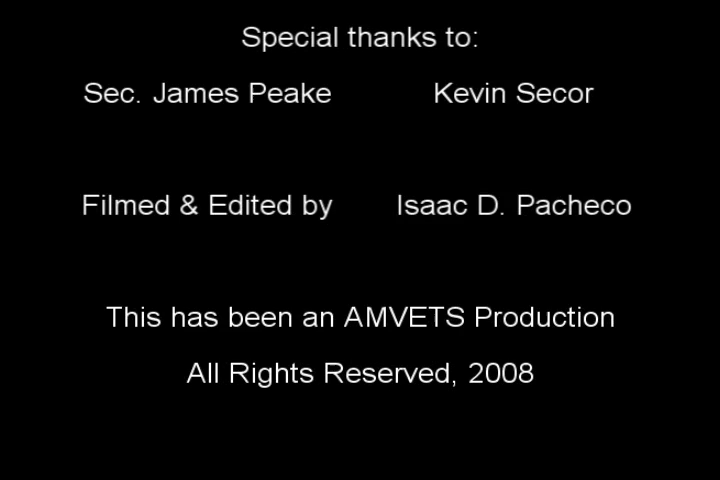 Special thanks to:
Sec. James Peake Kevin Secor
Filmed & Edited by Isaac D. Pacheco
This has been an AMVETS Production
All Rights Reserved, 2008